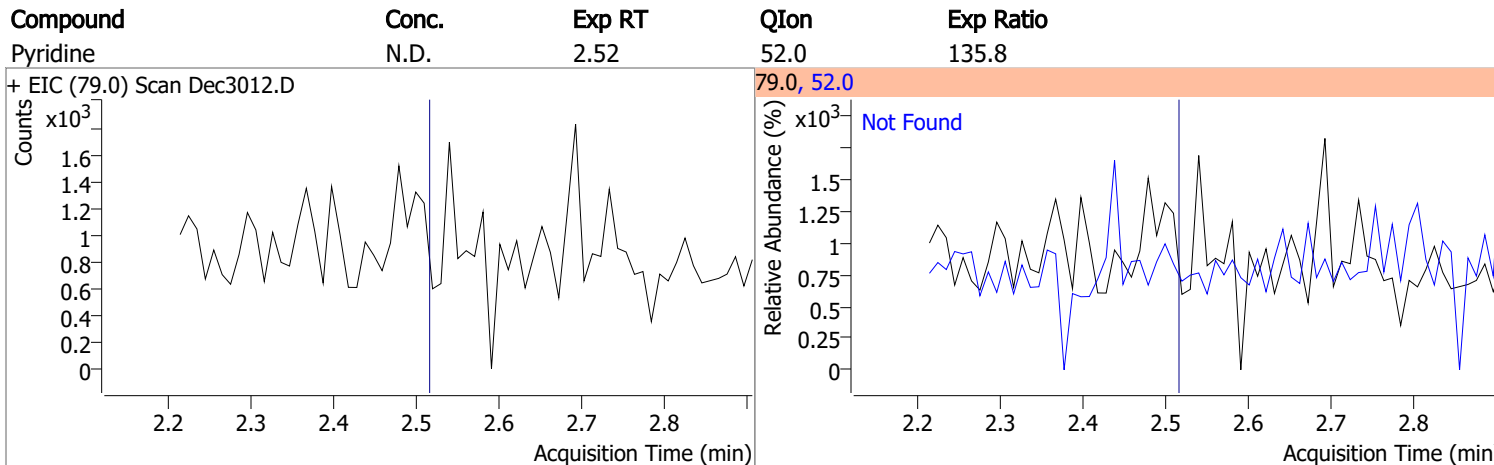 Compound Conc. Exp RT QIon Exp Ratio
Pyridine N.D. 2.52 52.0 135.8
+ EIC (79.0) Scan Dec3012.D
Counts
x10³
1.6
1.4
1.2
1
0.8
0.6
0.4
0.2
0
2.2 2.3 2.4 2.5 2.6 2.7 2.8
Acquisition Time (min)
79.0, 52.0
Relative Abundance (%)
x10³
Not Found
1.5
1.25
1
0.75
0.5
0.25
0
2.2 2.3 2.4 2.5 2.6 2.7 2.8
Acquisition Time (min)